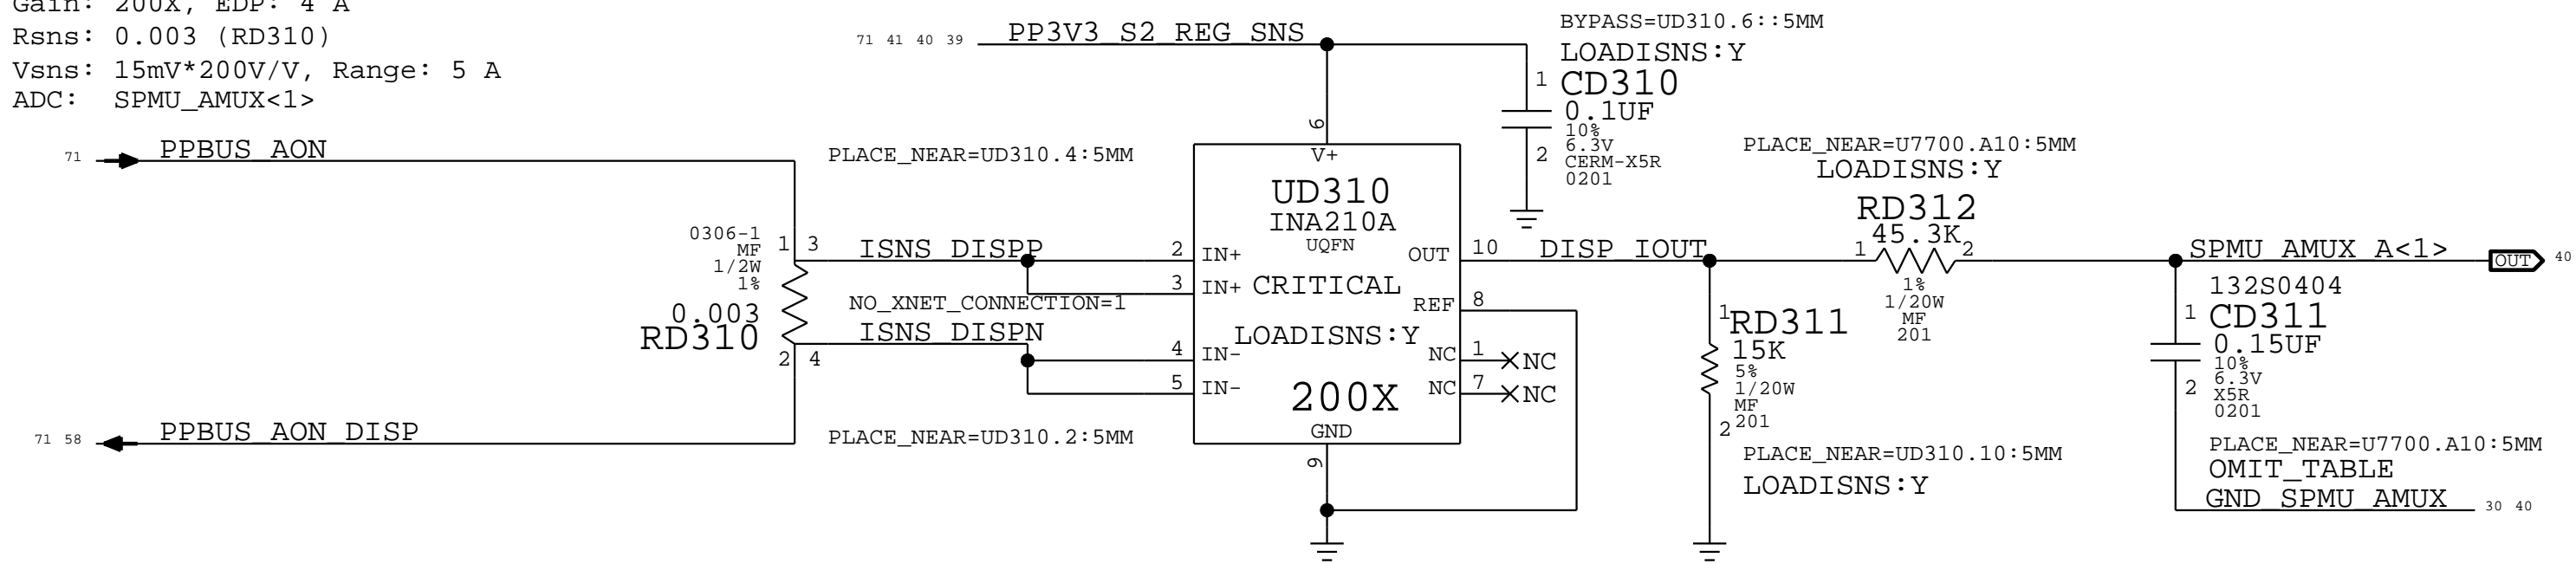 Gain: 200X, EDP: 4 A
Rsns: 0.003 (RD310)
Vsns: 15mV*200V/V, Range: 5 A
ADC: SPMU_AMUX<1>
71 41 40 39 PP3V3_S2_REG_SNS
BYPASS=UD310.6::5MM
LOADISNS:Y
1 CD310
0.1UF
10%
6.3V
2 CERM-X5R
0201
71 PPBUS_AON
PLACE_NEAR=UD310.4:5MM
6
V+
UD310
INA210A
UQFN
CRITICAL
LOADISNS:Y
200X
GND
9
0306-1
MF
1/2W
1%
0.003
RD310
1 3
2 4
ISNS_DISPP
NO_XNET_CONNECTION=1
ISNS_DISPN
2 IN+
3 IN+
4 IN-
5 IN-
OUT 10
REF 8
NC 1 NC
NC 7 NC
71 58 PPBUS_AON_DISP
PLACE_NEAR=UD310.2:5MM
DISP_IOUT
PLACE_NEAR=U7700.A10:5MM
LOADISNS:Y
RD312
45.3K
1 2
1%
1/20W
MF
201
1 RD311
15K
5%
1/20W
MF
201
2
PLACE_NEAR=UD310.10:5MM
LOADISNS:Y
SPMU_AMUX_A<1> OUT 40
132S0404
1 CD311
0.15UF
10%
6.3V
2 X5R
0201
PLACE_NEAR=U7700.A10:5MM
OMIT_TABLE
GND_SPMU_AMUX 30 40